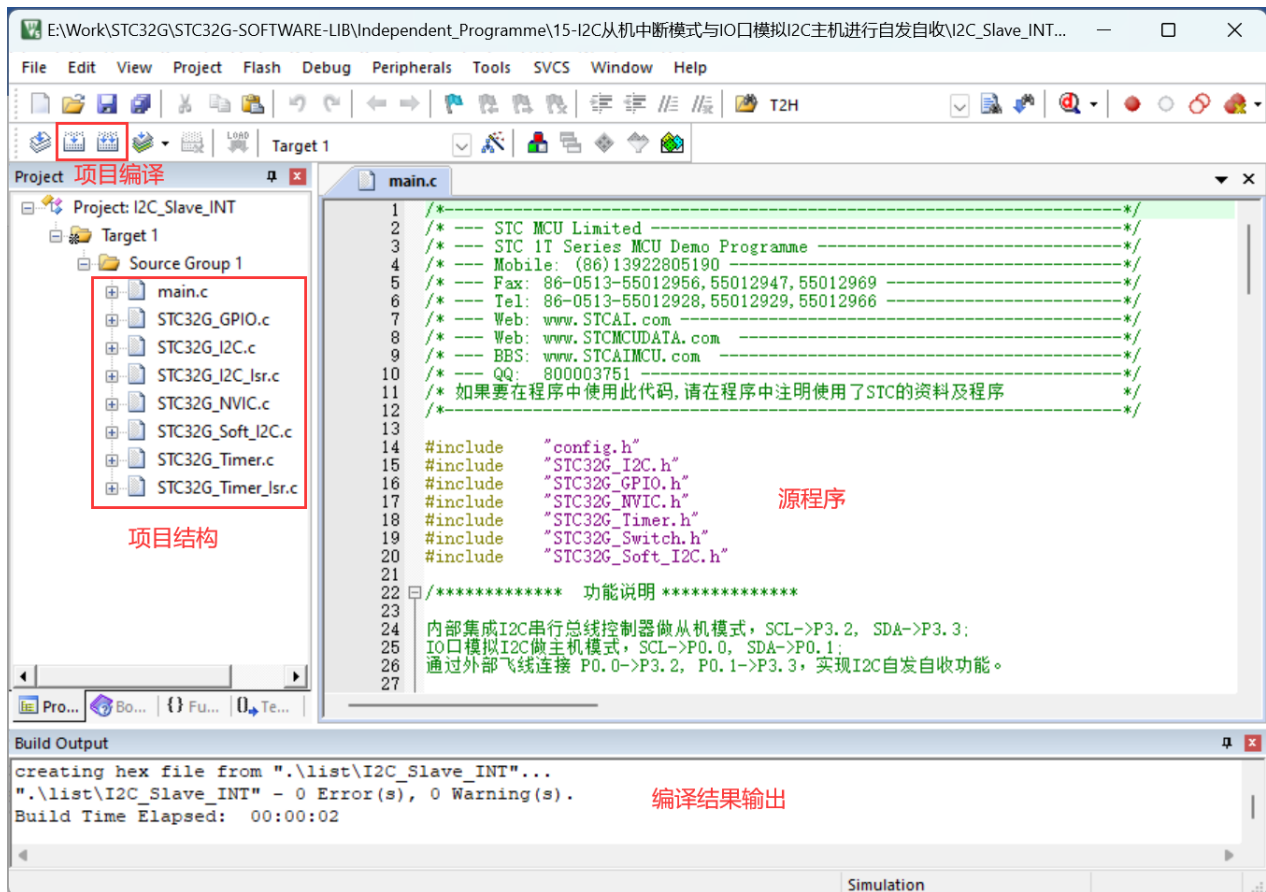 E:\Work\STC32G\STC32G-SOFTWARE-LIB\Independent_Programme\15-I2C从机中断模式与IO口模拟I2C主机进行自发自收\I2C_Slave_INT...
File Edit View Project Flash Debug Peripherals Tools SVCS Window Help
T2H
LOAD
Target 1
Project 项目编译
main.c
Project: I2C_Slave_INT
Target 1
Source Group 1
main.c
STC32G_GPIO.c
STC32G_I2C.c
STC32G_I2C_Isr.c
STC32G_NVIC.c
STC32G_Soft_I2C.c
STC32G_Timer.c
STC32G_Timer_Isr.c
项目结构
1 /*---------------------------------------------------------------------*/
2 /* --- STC MCU Limited ------------------------------------------------*/
3 /* --- STC 1T Series MCU Demo Programme -------------------------------*/
4 /* --- Mobile: (86)13922805190 ----------------------------------------*/
5 /* --- Fax: 86-0513-55012956,55012947,55012969 ------------------------*/
6 /* --- Tel: 86-0513-55012928,55012929,55012966 ------------------------*/
7 /* --- Web: www.STCAI.com ---------------------------------------------*/
8 /* --- Web: www.STCMCUDATA.com ---------------------------------------*/
9 /* --- BBS: www.STCAIMCU.com -----------------------------------------*/
10 /* --- QQ: 800003751 -------------------------------------------------*/
11 /* 如果要在程序中使用此代码,请在程序中注明使用了STC的资料及程序 */
12 /*---------------------------------------------------------------------*/
13
14 #include "config.h"
15 #include "STC32G_I2C.h"
16 #include "STC32G_GPIO.h"
17 #include "STC32G_NVIC.h"
18 #include "STC32G_Timer.h"
19 #include "STC32G_Switch.h"
20 #include "STC32G_Soft_I2C.h"
源程序
21
22 /************* 功能说明 **************
23
24 内部集成I2C串行总线控制器做从机模式，SCL->P3.2, SDA->P3.3;
25 IO口模拟I2C做主机模式，SCL->P0.0, SDA->P0.1;
26 通过外部飞线连接 P0.0->P3.2, P0.1->P3.3，实现I2C自发自收功能。
27
Pro... Bo... {} Fu... Te...
Build Output
creating hex file from ".\list\I2C_Slave_INT"...
".\list\I2C_Slave_INT" - 0 Error(s), 0 Warning(s).
Build Time Elapsed: 00:00:02
编译结果输出
Simulation